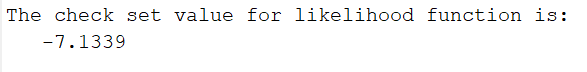 The check set value for likelihood function is:
-7.1339